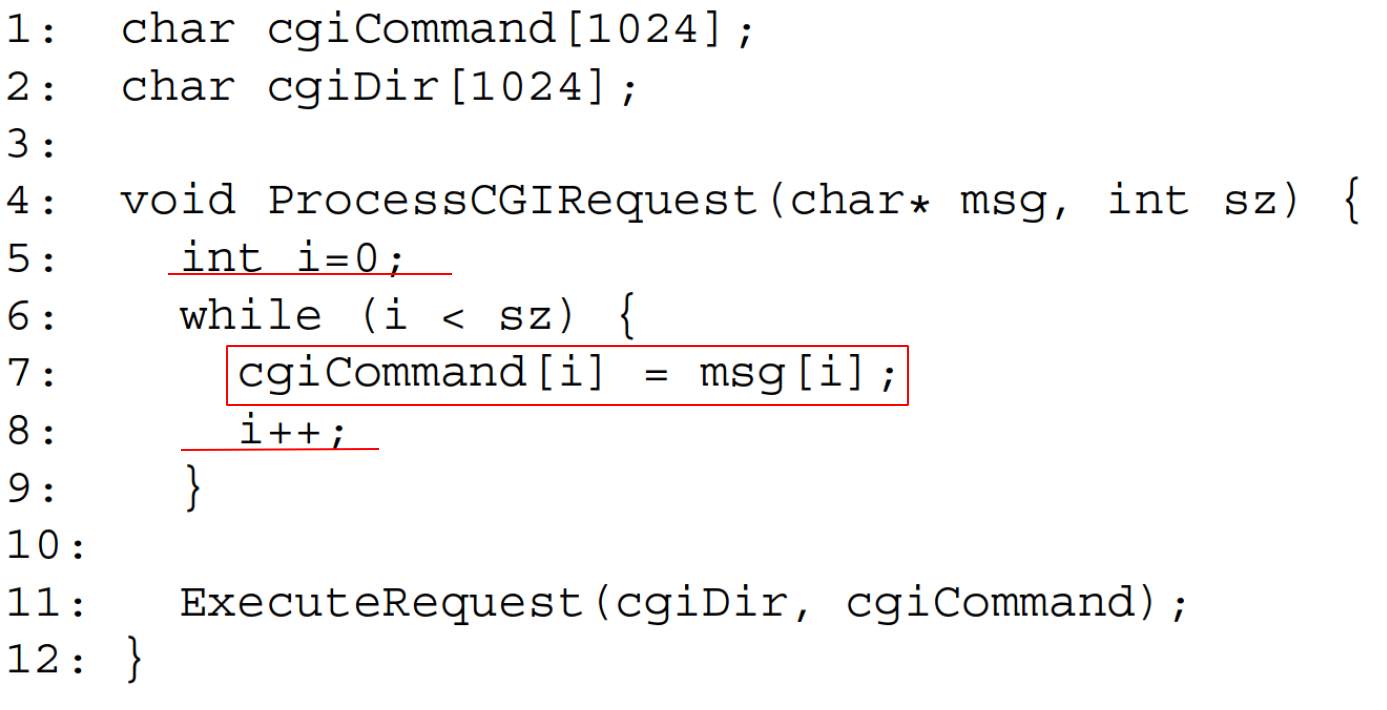 1: char cgiCommand[1024];
2: char cgiDir[1024];
3:
4: void ProcessCGIRequest(char* msg, int sz) {
5: int i=0;
6: while (i < sz) {
7: cgiCommand[i] = msg[i];
8: i++;
9: }
10:
11: ExecuteRequest(cgiDir, cgiCommand);
12: }